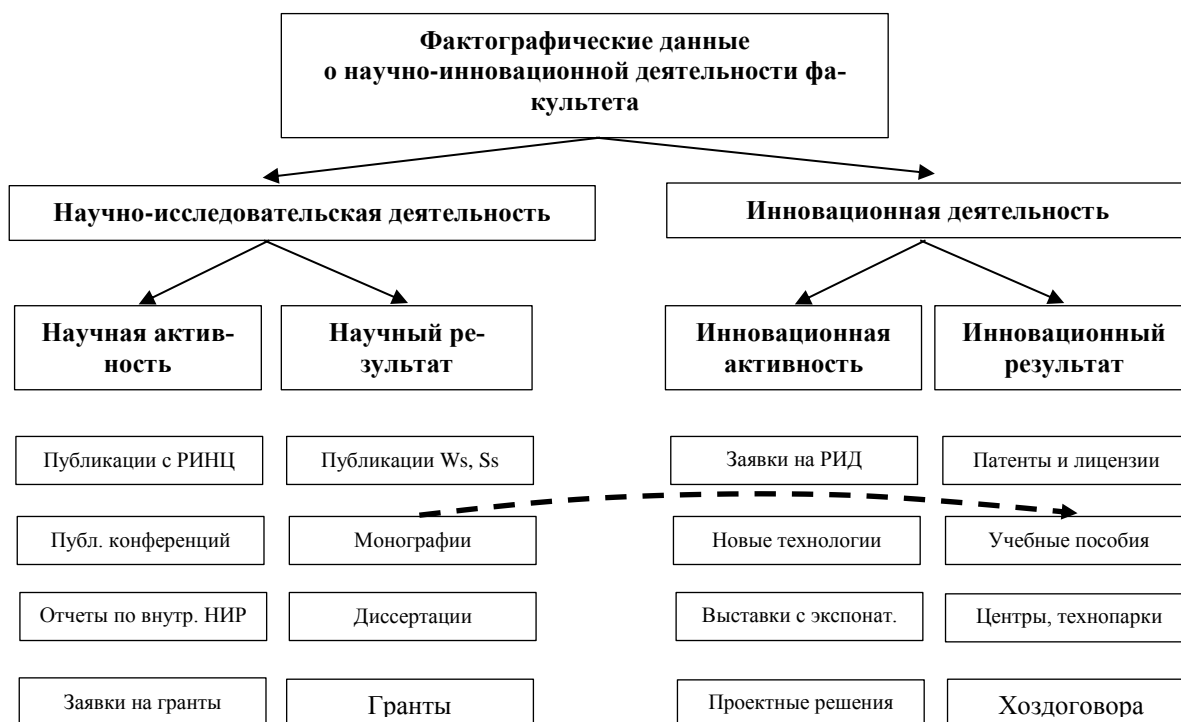 Фактографические данные
о научно-инновационной деятельности фа-
культета
Научно-исследовательская деятельность
Инновационная деятельность
Научная актив-
ность
Научный ре-
зультат
Инновационная
активность
Инновационный
результат
Публикации с РИНЦ
Публикации Ws, Ss
Заявки на РИД
Патенты и лицензии
Публ. конференций
Монографии
Новые технологии
Учебные пособия
Отчеты по внутр. НИР
Диссертации
Выставки с экспонат.
Центры, технопарки
Заявки на гранты
Гранты
Проектные решения
Хоздоговора